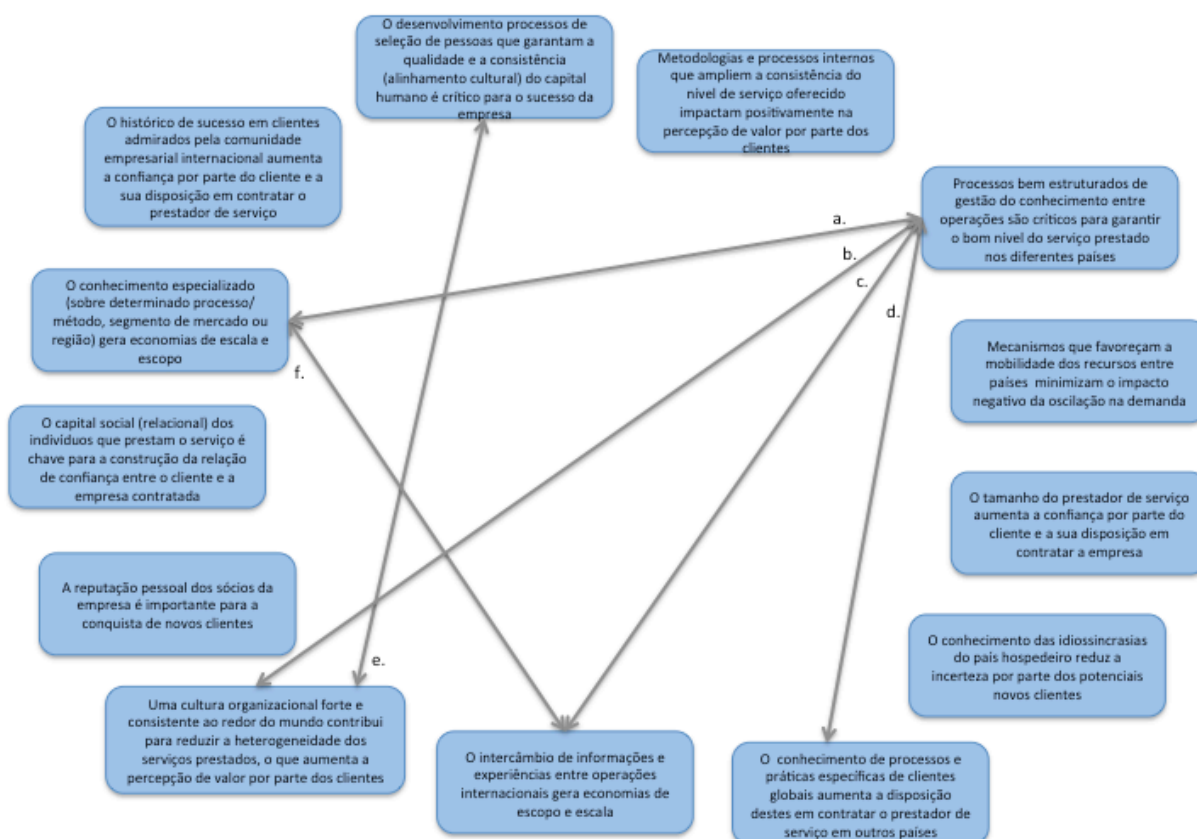 O desenvolvimento processos de
seleção de pessoas que garantam a
qualidade e a consistência
(alinhamento cultural) do capital
humano é crítico para o sucesso da
empresa
Metodologias e processos internos
que ampliem a consistência do
nível de serviço oferecido
impactam positivamente na
percepção de valor por parte dos
clientes
O histórico de sucesso em clientes
admirados pela comunidade
empresarial internacional aumenta
a confiança por parte do cliente e a
sua disposição em contratar o
prestador de serviço
Processos bem estruturados de
gestão do conhecimento entre
operações são críticos para garantir
o bom nível do serviço prestado
nos diferentes países
a.
b.
c.
d.
O conhecimento especializado
(sobre determinado processo/
método, segmento de mercado ou
região) gera economias de escala e
escopo
f.
Mecanismos que favoreçam a
mobilidade dos recursos entre
países minimizam o impacto
negativo da oscilação na demanda
O capital social (relacional) dos
indivíduos que prestam o serviço é
chave para a construção da relação
de confiança entre o cliente e a
empresa contratada
O tamanho do prestador de serviço
aumenta a confiança por parte do
cliente e a sua disposição em
contratar a empresa
A reputação pessoal dos sócios da
empresa é importante para a
conquista de novos clientes
O conhecimento das idiossincrasias
do país hospedeiro reduz a
incerteza por parte dos potenciais
novos clientes
e.
Uma cultura organizacional forte e
consistente ao redor do mundo contribui
para reduzir a heterogeneidade dos
serviços prestados, o que aumenta a
percepção de valor por parte dos clientes
O intercâmbio de informações e
experiências entre operações
internacionais gera economias de
escopo e escala
O conhecimento de processos e
práticas específicas de clientes
globais aumenta a disposição
destes em contratar o prestador de
serviço em outros países